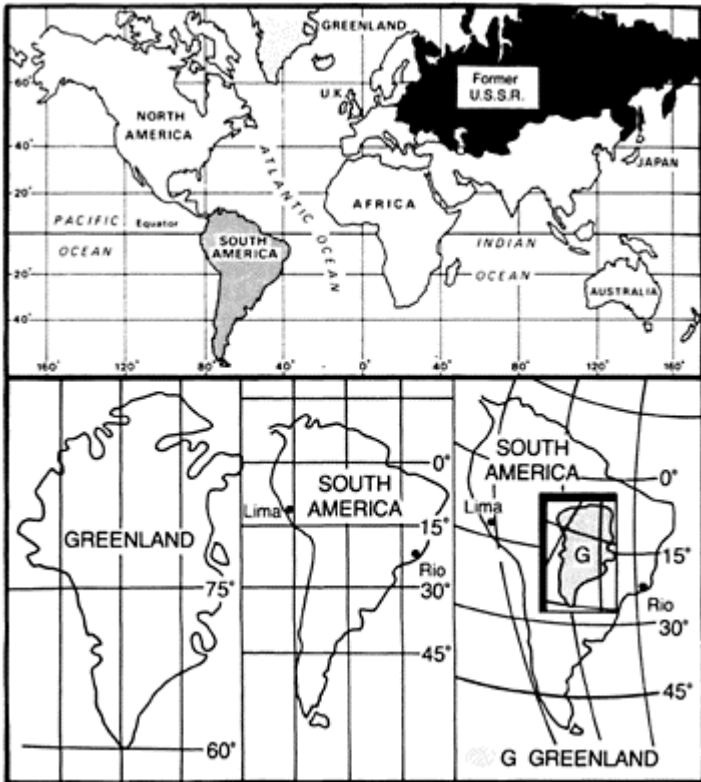 GREENLAND
60°
Former
U.S.S.R.
U.K.
NORTH
AMERICA
40°
JAPAN
ATLANTIC OCEAN
20°
AFRICA
PACIFIC
OCEAN
Equator
SOUTH
AMERICA
INDIAN
OCEAN
20°
AUSTRALIA
40°
160° 120° 80° 40° 0° 40° 80° 120° 160°
GREENLAND
75°
60°
0°
SOUTH
AMERICA
Lima
15°
Rio
30°
45°
SOUTH
AMERICA
0°
Lima
G
15°
Rio
30°
45°
G GREENLAND